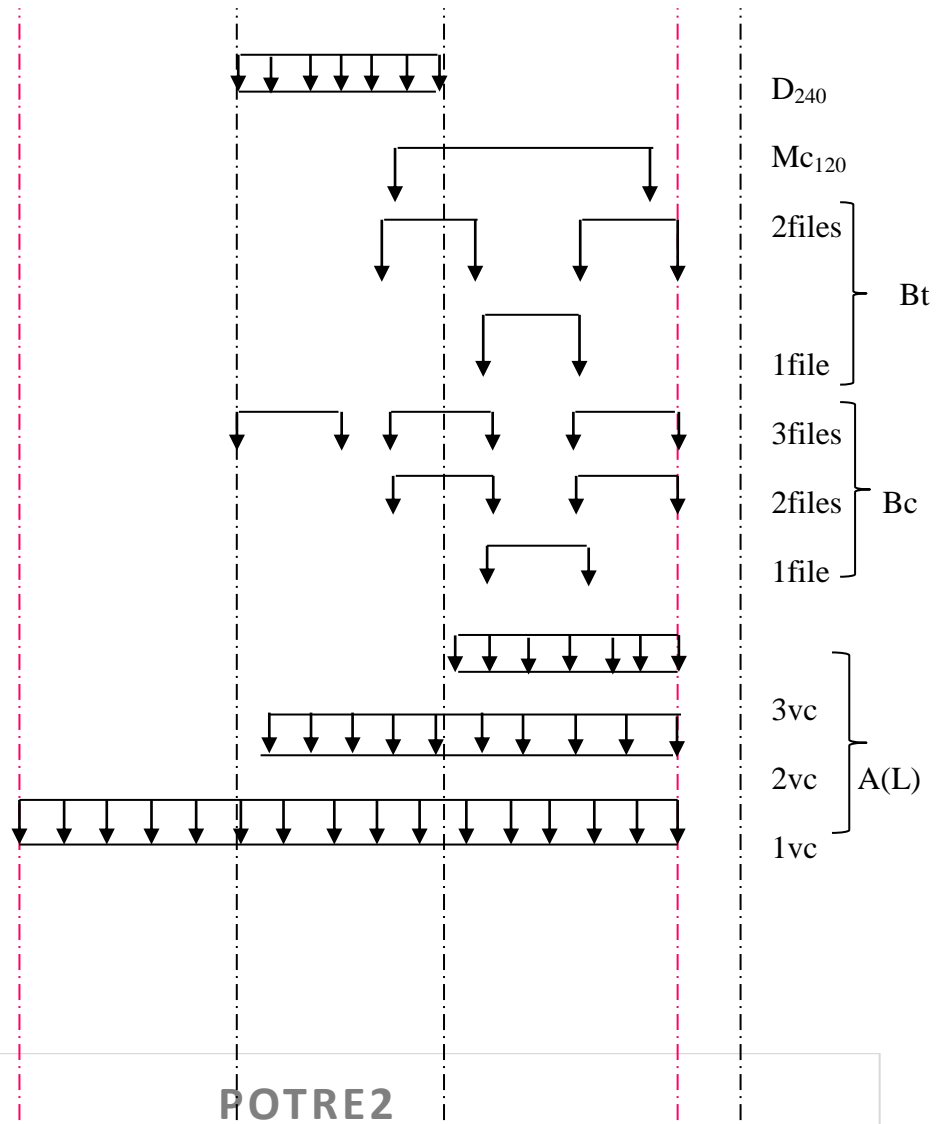 D₂₄₀
Mc₁₂₀
2files
Bt
1file
3files
2files
Bc
1file
3vc
2vc
A(L)
1vc
POTRE2